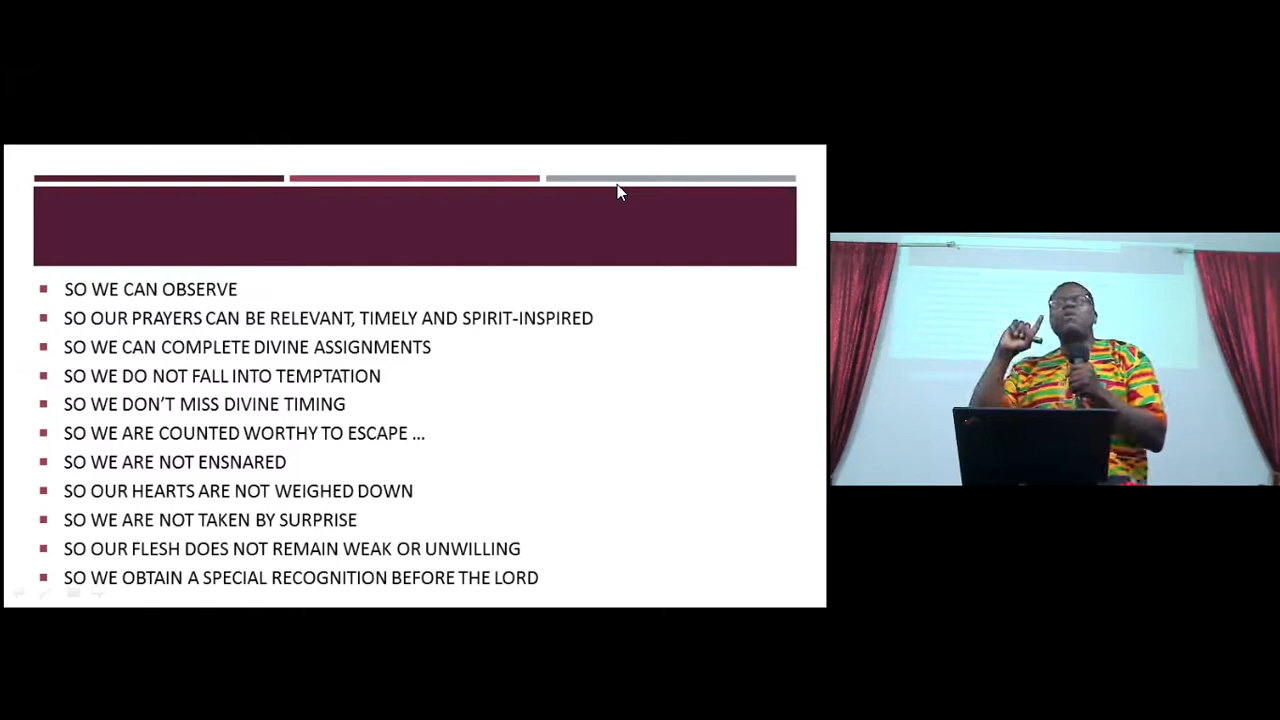 SO WE CAN OBSERVE
SO OUR PRAYERS CAN BE RELEVANT, TIMELY AND SPIRIT-INSPIRED
SO WE CAN COMPLETE DIVINE ASSIGNMENTS
SO WE DO NOT FALL INTO TEMPTATION
SO WE DON'T MISS DIVINE TIMING
SO WE ARE COUNTED WORTHY TO ESCAPE ...
SO WE ARE NOT ENSNARED
SO OUR HEARTS ARE NOT WEIGHED DOWN
SO WE ARE NOT TAKEN BY SURPRISE
SO OUR FLESH DOES NOT REMAIN WEAK OR UNWILLING
SO WE OBTAIN A SPECIAL RECOGNITION BEFORE THE LORD